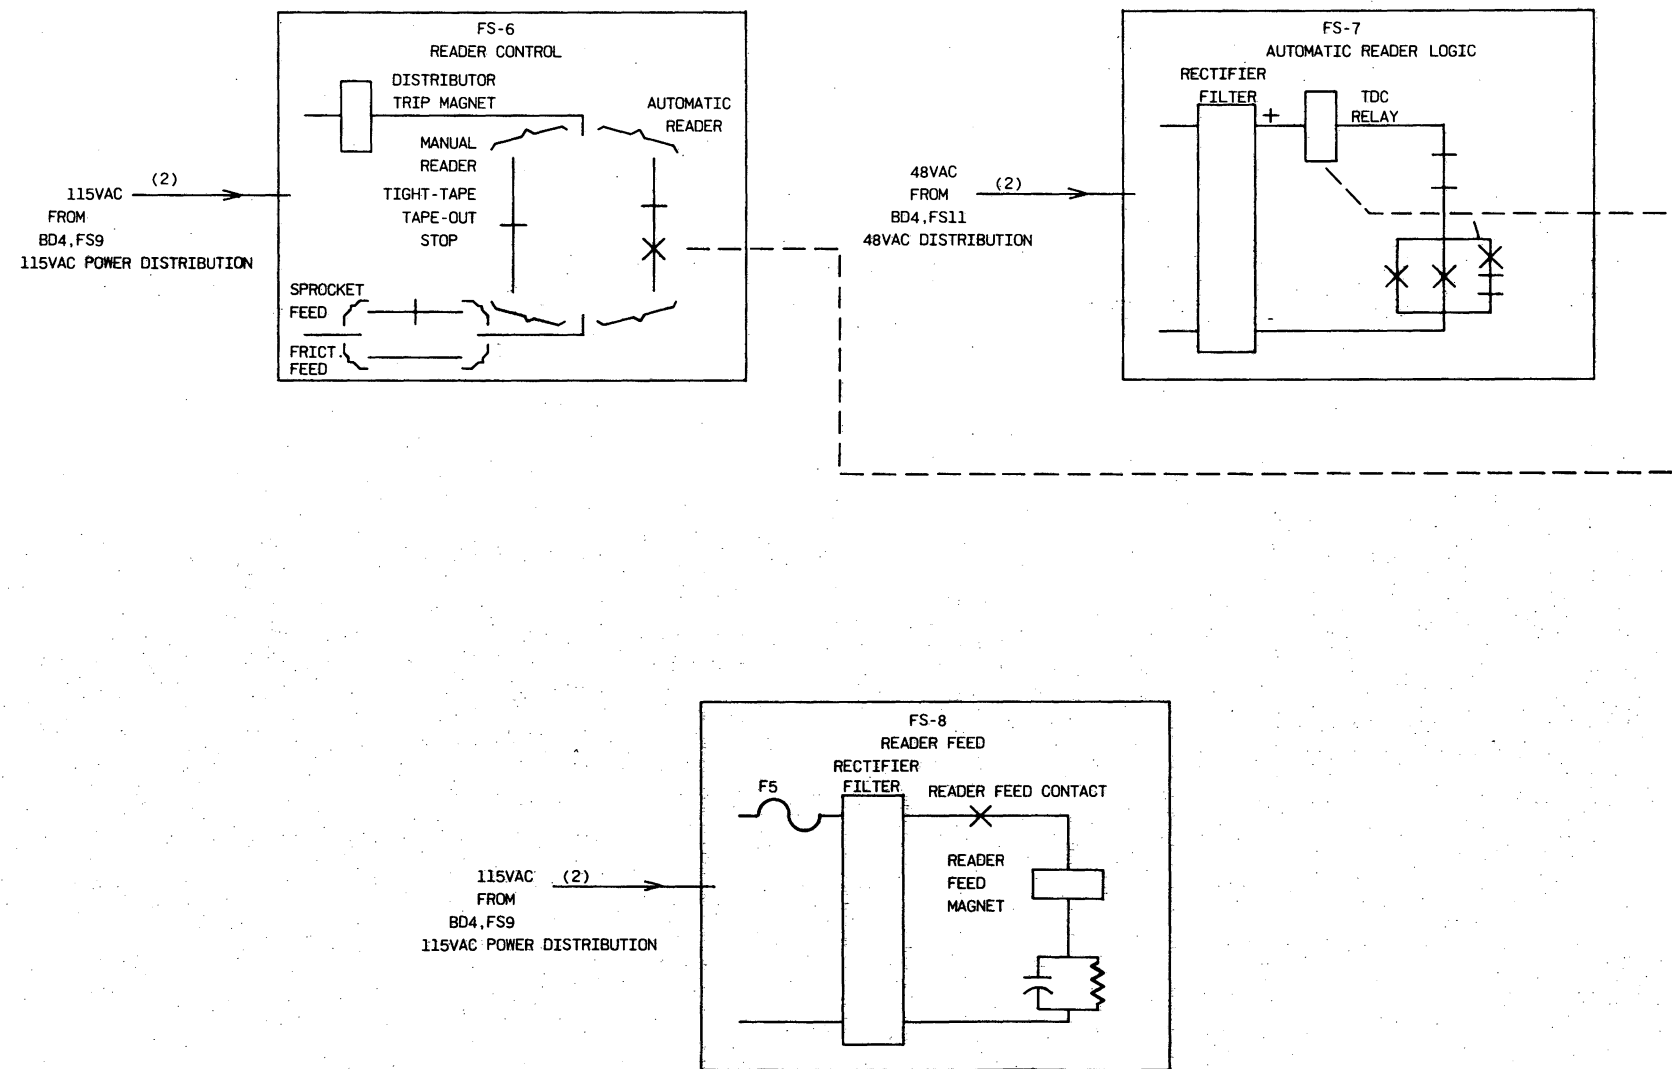 FS-6
READER CONTROL
DISTRIBUTOR
TRIP MAGNET
AUTOMATIC
READER
MANUAL
READER
TIGHT-TAPE
TAPE-OUT
STOP
SPROCKET
FEED
FRICT.
FEED
115VAC (2)
FROM
BD4,FS9
115VAC POWER DISTRIBUTION
FS-7
AUTOMATIC READER LOGIC
RECTIFIER
FILTER
+
TDC
RELAY
48VAC (2)
FROM
BD4,FS11
48VAC DISTRIBUTION
FS-8
READER FEED
RECTIFIER
FILTER
F5
READER FEED CONTACT
READER
FEED
MAGNET
115VAC (2)
FROM
BD4,FS9
115VAC POWER DISTRIBUTION